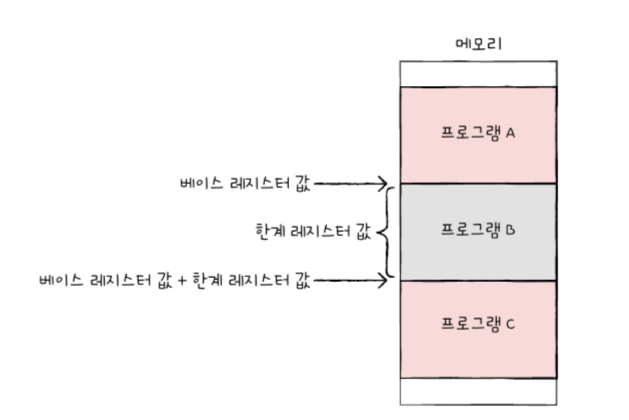 메모리
프로그램 A
베이스 레지스터 값
한계 레지스터 값
프로그램 B
베이스 레지스터 값 + 한계 레지스터 값
프로그램 C